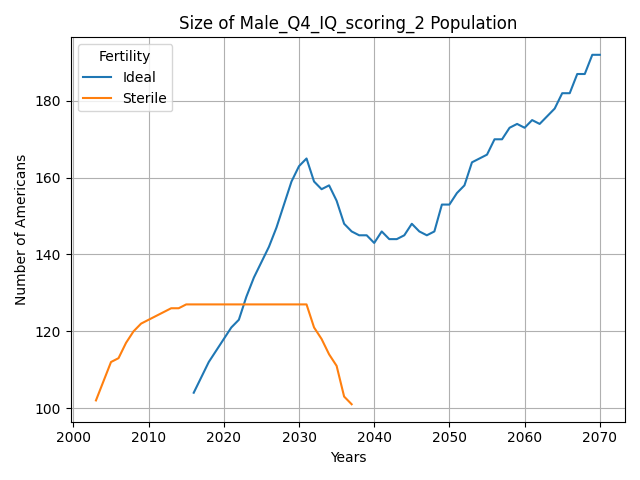 Size of Male_Q4_IQ_scoring_2 Population
Fertility
Ideal
Sterile
Number of Americans
180
160
140
120
100
2000 2010 2020 2030 2040 2050 2060 2070
Years